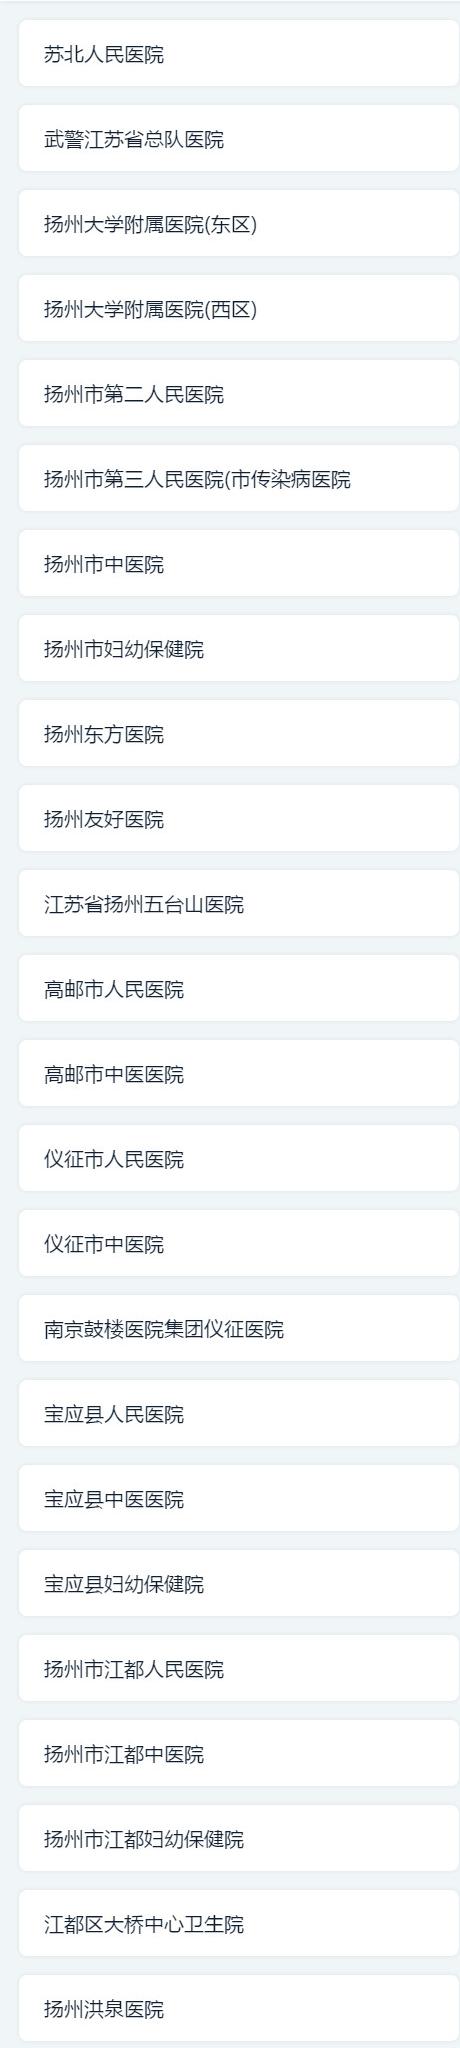 苏北人民医院
武警江苏省总队医院
扬州大学附属医院(东区)
扬州大学附属医院(西区)
扬州市第二人民医院
扬州市第三人民医院(市传染病医院
扬州市中医院
扬州市妇幼保健院
扬州东方医院
扬州友好医院
江苏省扬州五台山医院
高邮市人民医院
高邮市中医医院
仪征市人民医院
仪征市中医院
南京鼓楼医院集团仪征医院
宝应县人民医院
宝应县中医医院
宝应县妇幼保健院
扬州市江都人民医院
扬州市江都中医院
扬州市江都妇幼保健院
江都区大桥中心卫生院
扬州洪泉医院